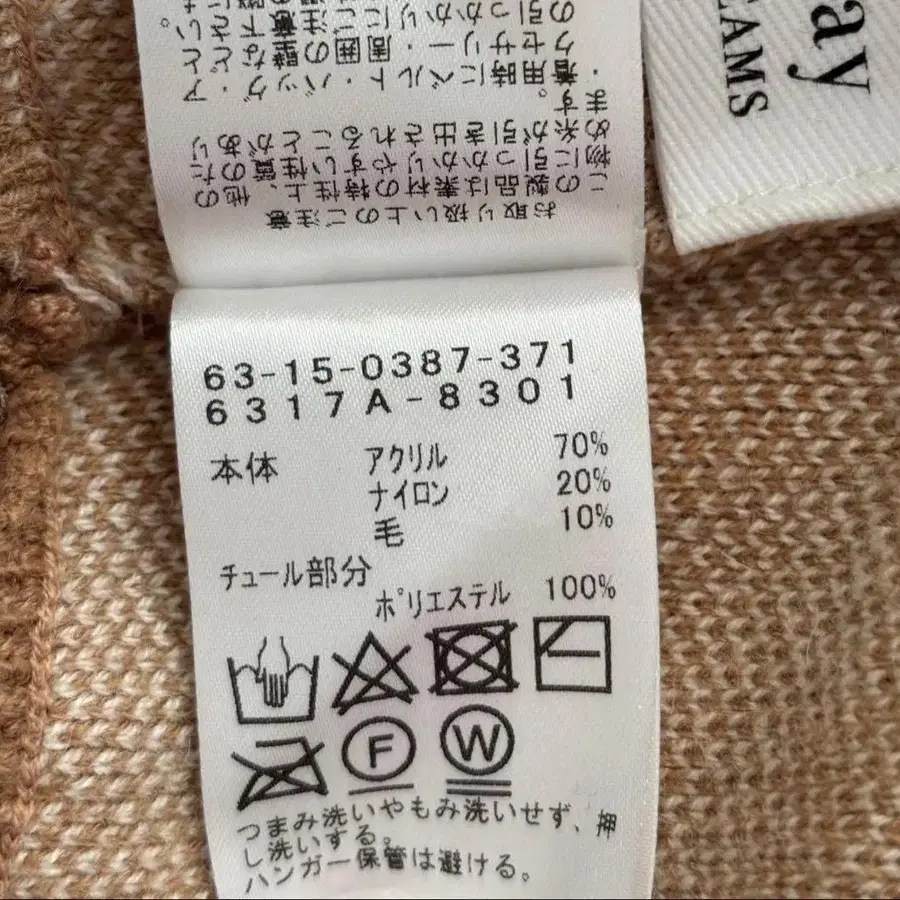 お取り扱い上のご注意
この製品は素材の特性上、他の
物に引っかかりやすい性質のた
め糸が引き出されることがあり
ます。
・着用時にベルト・バッグ・ア
クセサリー・周囲の壁などと
の引っかかりにご注意下さい。
ay
EAMS
63-15-0387-371
6317A-8301
本体 アクリル 70%
ナイロン 20%
毛 10%
チュール部分
ポリエステル 100%
F W
つまみ洗いやもみ洗いせず、押
し洗いする。
ハンガー保管は避ける。